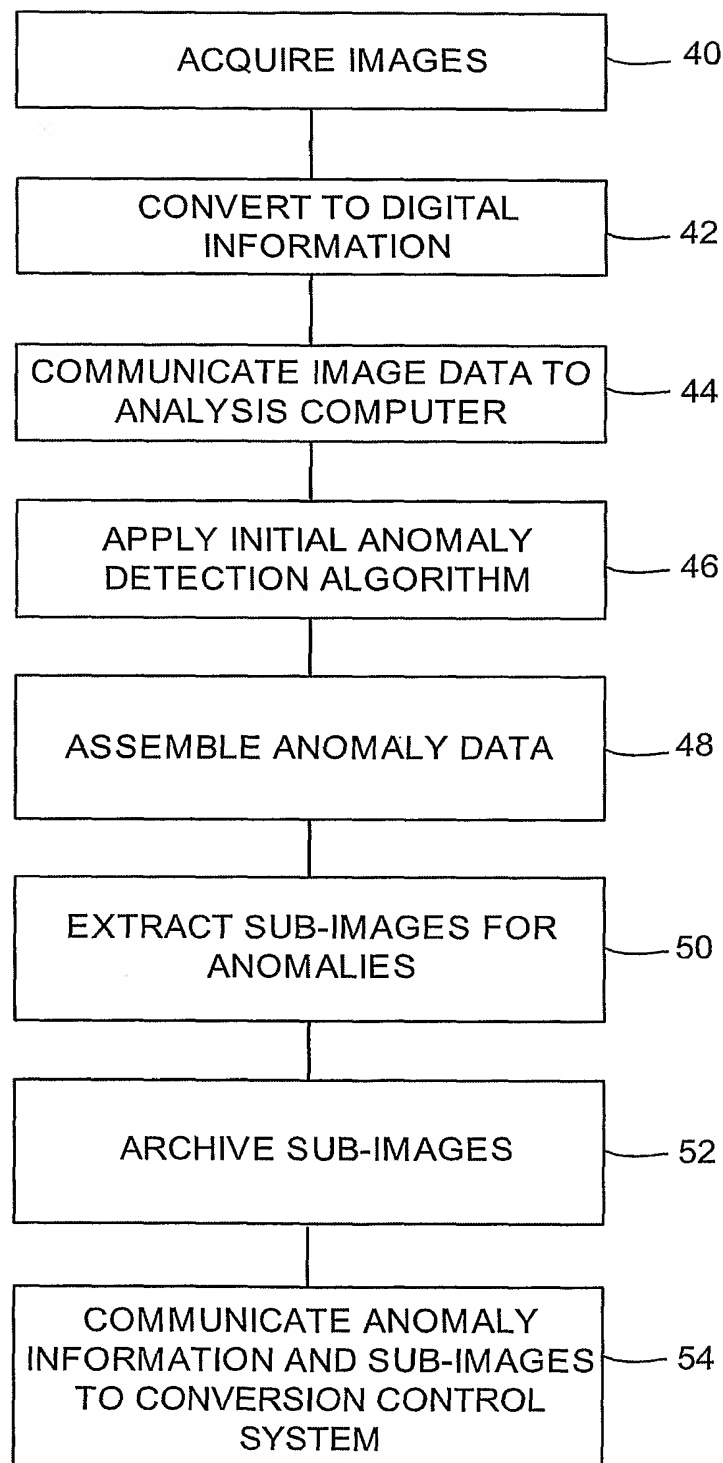 ACQUIRE IMAGES
40
CONVERT TO DIGITAL
INFORMATION
42
COMMUNICATE IMAGE DATA TO
ANALYSIS COMPUTER
44
APPLY INITIAL ANOMALY
DETECTION ALGORITHM
46
ASSEMBLE ANOMALY DATA
48
EXTRACT SUB-IMAGES FOR
ANOMALIES
50
ARCHIVE SUB-IMAGES
52
COMMUNICATE ANOMALY
INFORMATION AND SUB-IMAGES
TO CONVERSION CONTROL
SYSTEM
54